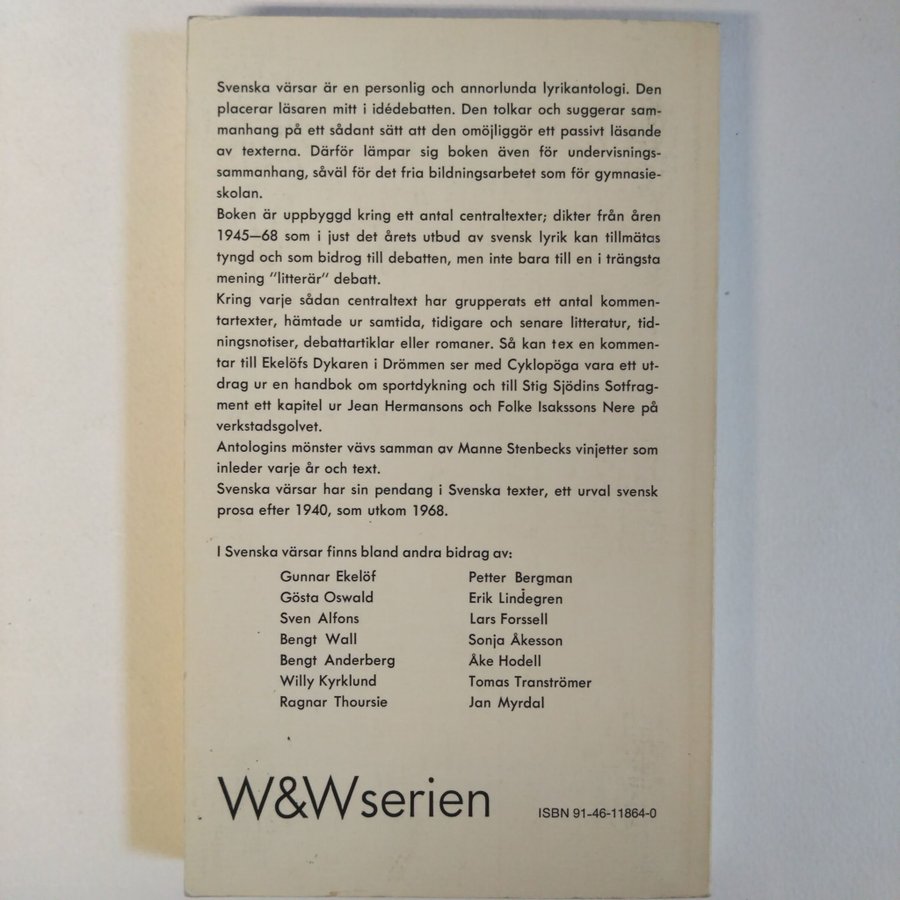 Svenska värsar är en personlig och annorlunda lyrikantologi. Den
placerar läsaren mitt i idédebatten. Den tolkar och suggerar sam-
manhang på ett sådant sätt att den omöjliggör ett passivt läsande
av texterna. Därför lämpar sig boken även för undervisnings-
sammanhang, såväl för det fria bildningsarbetet som för gymnasie-
skolan.
Boken är uppbyggd kring ett antal centraltexter; dikter från åren
1945—68 som i just det årets utbud av svensk lyrik kan tillmätas
tyngd och som bidrog till debatten, men inte bara till en i trängsta
mening "litterär" debatt.
Kring varje sådan centraltext har grupperats ett antal kommen-
tartexter, hämtade ur samtida, tidigare och senare litteratur, tid-
ningsnotiser, debattartiklar eller romaner. Så kan tex en kommen-
tar till Ekelöfs Dykaren i Drömmen ser med Cyklopöga vara ett ut-
drag ur en handbok om sportdykning och till Stig Sjödins Sotfrag-
ment ett kapitel ur Jean Hermansons och Folke Isakssons Nere på
verkstadsgolvet.
Antologins mönster vävs samman av Manne Stenbecks vinjetter som
inleder varje år och text.
Svenska värsar har sin pendang i Svenska texter, ett urval svensk
prosa efter 1940, som utkom 1968.
I Svenska värsar finns bland andra bidrag av:
Gunnar Ekelöf Petter Bergman
Gösta Oswald Erik Lindegren
Sven Alfons Lars Forssell
Bengt Wall Sonja Åkesson
Bengt Anderberg Åke Hodell
Willy Kyrklund Tomas Tranströmer
Ragnar Thoursie Jan Myrdal
W&Wserien ISBN 91-46-11864-0